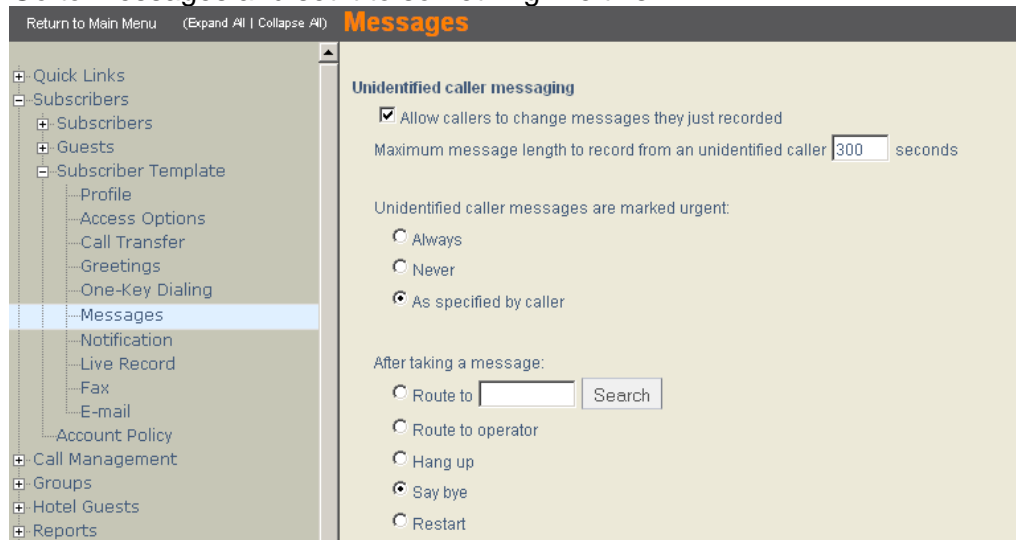 Return to Main Menu (Expand All | Collapse All) Messages
Quick Links
Subscribers
Subscribers
Guests
Subscriber Template
Profile
Access Options
Call Transfer
Greetings
One-Key Dialing
Messages
Notification
Live Record
Fax
E-mail
Account Policy
Call Management
Groups
Hotel Guests
Reports
Unidentified caller messaging
Allow callers to change messages they just recorded
Maximum message length to record from an unidentified caller 300 seconds
Unidentified caller messages are marked urgent:
Always
Never
As specified by caller
After taking a message:
Route to Search
Route to operator
Hang up
Say bye
Restart